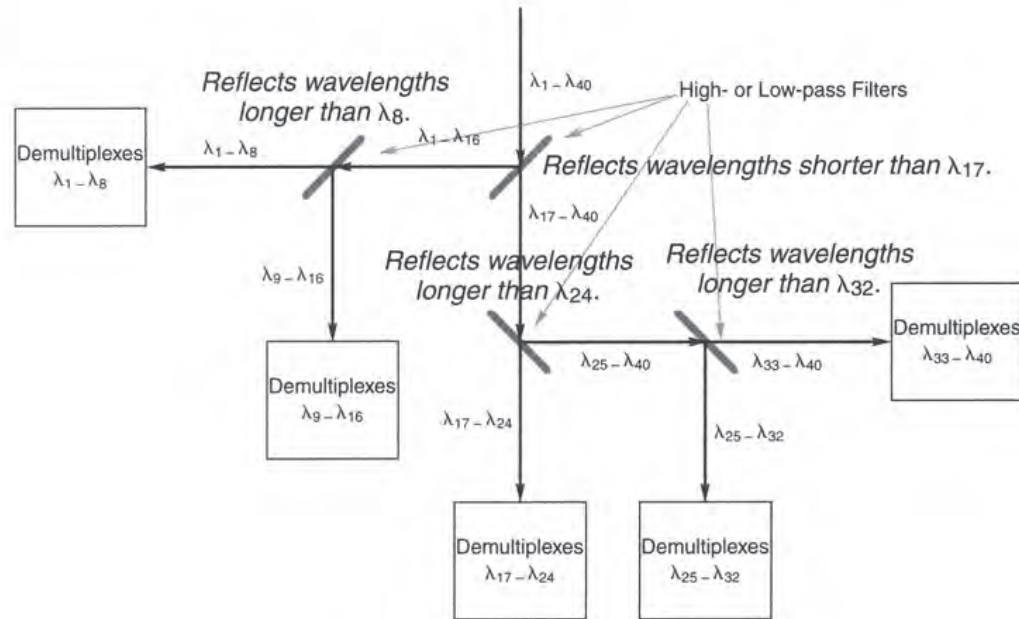 λ1 – λ40
High- or Low-pass Filters
Reflects wavelengths
longer than λ8.
λ1 – λ16
λ1 – λ8
Demultiplexes
λ1 – λ8
Reflects wavelengths shorter than λ17.
λ17 – λ40
λ9 – λ16
Reflects wavelengths
longer than λ24.
Reflects wavelengths
longer than λ32.
Demultiplexes
λ33 – λ40
λ25 – λ40
λ33 – λ40
Demultiplexes
λ9 – λ16
λ17 – λ24
λ25 – λ32
Demultiplexes
λ17 – λ24
Demultiplexes
λ25 – λ32